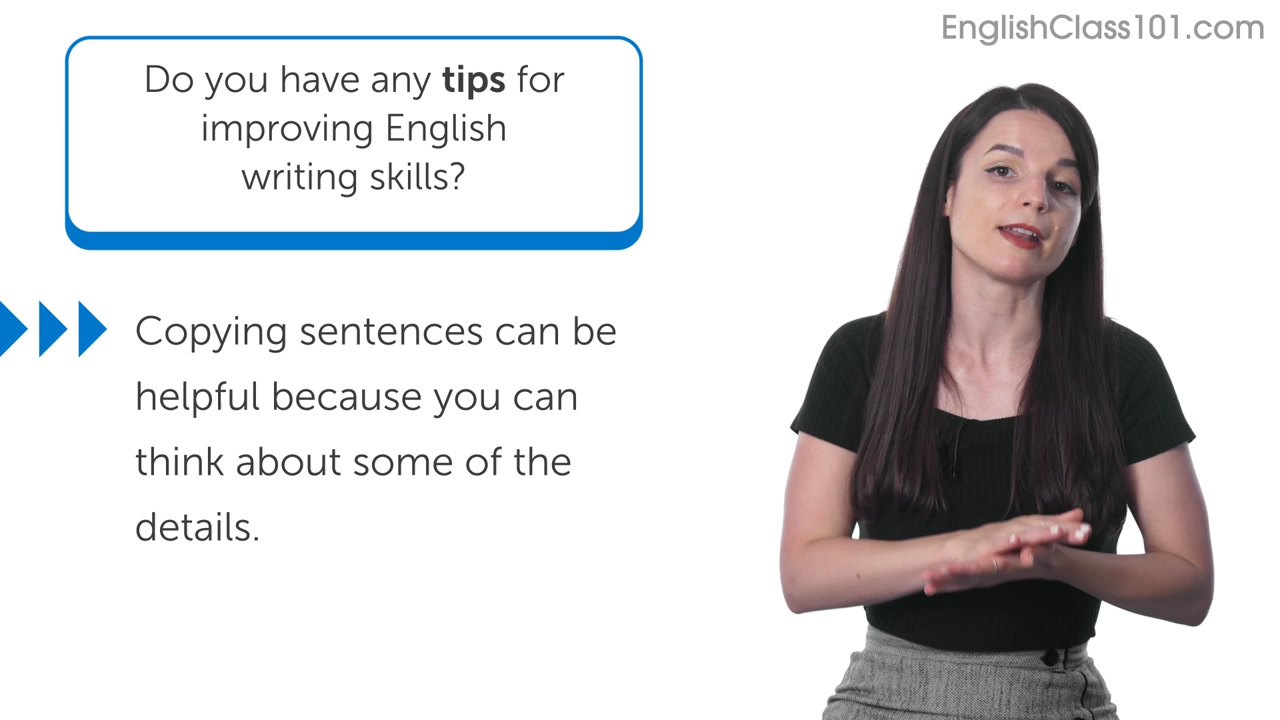 EnglishClass101.com
Do you have any tips for
improving English
writing skills?
Copying sentences can be
helpful because you can
think about some of the
details.